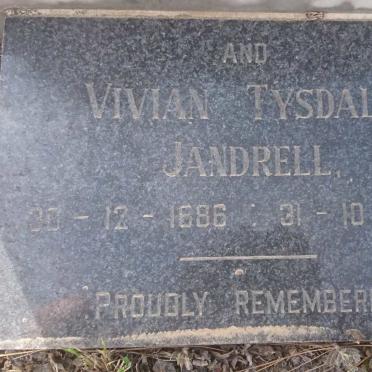 AND
VIVIAN TYSDAL
JANDRELL,
30 - 12 - 1886 : 31 - 10
PROUDLY REMEMBER